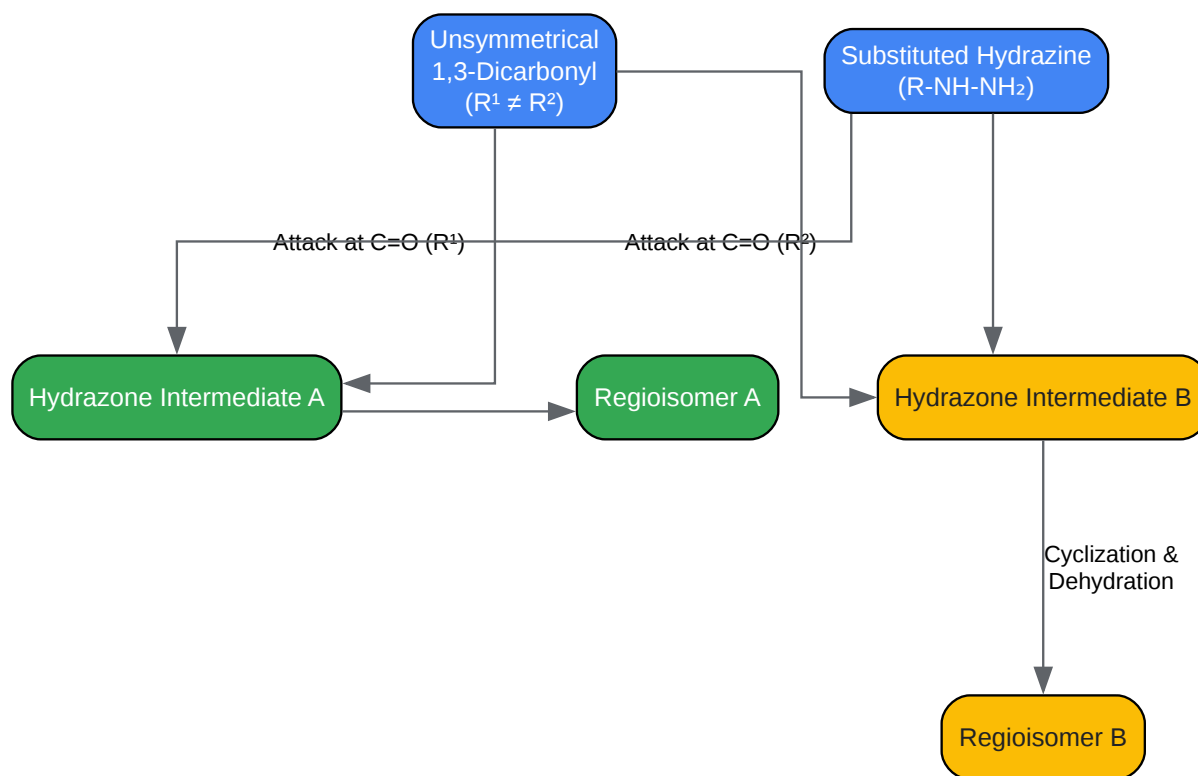 Unsymmetrical
1,3-Dicarbonyl
(R¹ ≠ R²)
Substituted Hydrazine
(R-NH-NH₂)
Attack at C=O (R¹)
Attack at C=O (R²)
Hydrazone Intermediate A
Regioisomer A
Hydrazone Intermediate B
Cyclization &
Dehydration
Regioisomer B